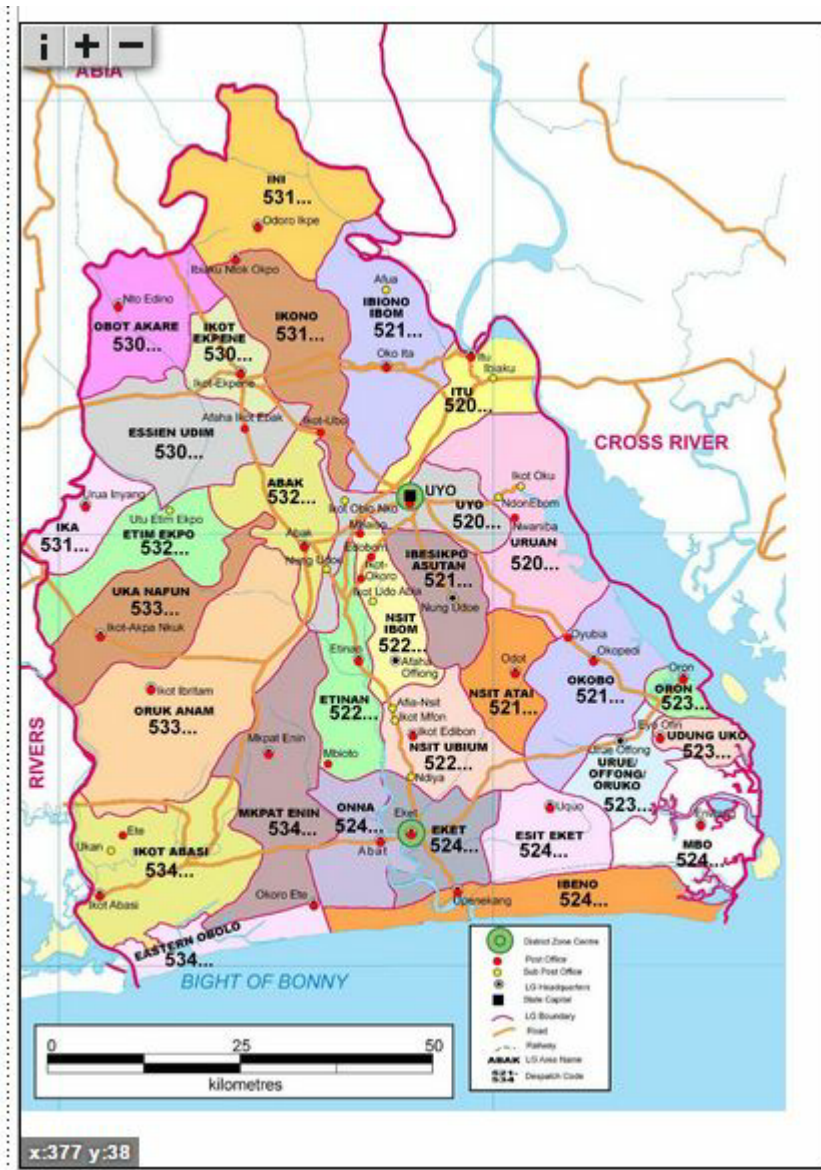 i + −
ABIA
INI
531...
Odoro Ikpe
Ibiaku Ntok Okpo
Afua
IBIONO
IBOM
521...
Nto Edino
OBOT AKARE
530...
IKOT
EKPENE
530...
IKONO
531...
Oko Ita
Itu
Ibiaku
Ikot-Ekpene
ITU
520...
Afaha Ikot Ebak
Ikot-Ubo
ESSIEN UDIM
530...
CROSS RIVER
ABAK
532...
Ikot Oku
Urua Inyang
UYO
Ndon Ebom
IKA
531...
Utu Etim Ekpo
ETIM EKPO
532...
Ikot Obio Nko
UYO
520...
Nwaniba
URUAN
520...
Abak
IBESIKPO
ASUTAN
521...
Nung Udoe
Ikot-
Okoro
UKA NAFUN
533...
Ikot Udo Abia
Nung Udoe
NSIT
IBOM
522...
Ikot-Akpa Nkuk
Oyubia
Etinan
Afaha
Offiong
Odot
Okopedi
Oron
Ikot Ibritam
ORUK ANAM
533...
ETINAN
522...
NSIT ATAI
521...
OKOBO
521...
ORON
523...
Afia-Nsit
Ikot Mfon
Ikot Edibon
Eye Ofin
UDUNG UKO
523...
RIVERS
Mkpat Enin
NSIT UBIUM
522...
Urue Offong
Mbioto
Ndiya
URUE/
OFFONG/
ORUKO
523...
MKPAT ENIN
534...
ONNA
524...
Eket
EKET
524...
Uquo
ESIT EKET
524...
Ete
Ukan
IKOT ABASI
534...
Abat
MBO
524...
Ikot Abasi
Okoro Ete
Upenekang
IBENO
524...
EASTERN OBOLO
534...
BIGHT OF BONNY
District Zone Centre
Post Office
Sub Post Office
LG Headquarters
State Capital
LG Boundary
Road
Railway
ABAK LG Area Name
521-
534 Despatch Code
0 25 50
kilometres
x:377 y:38